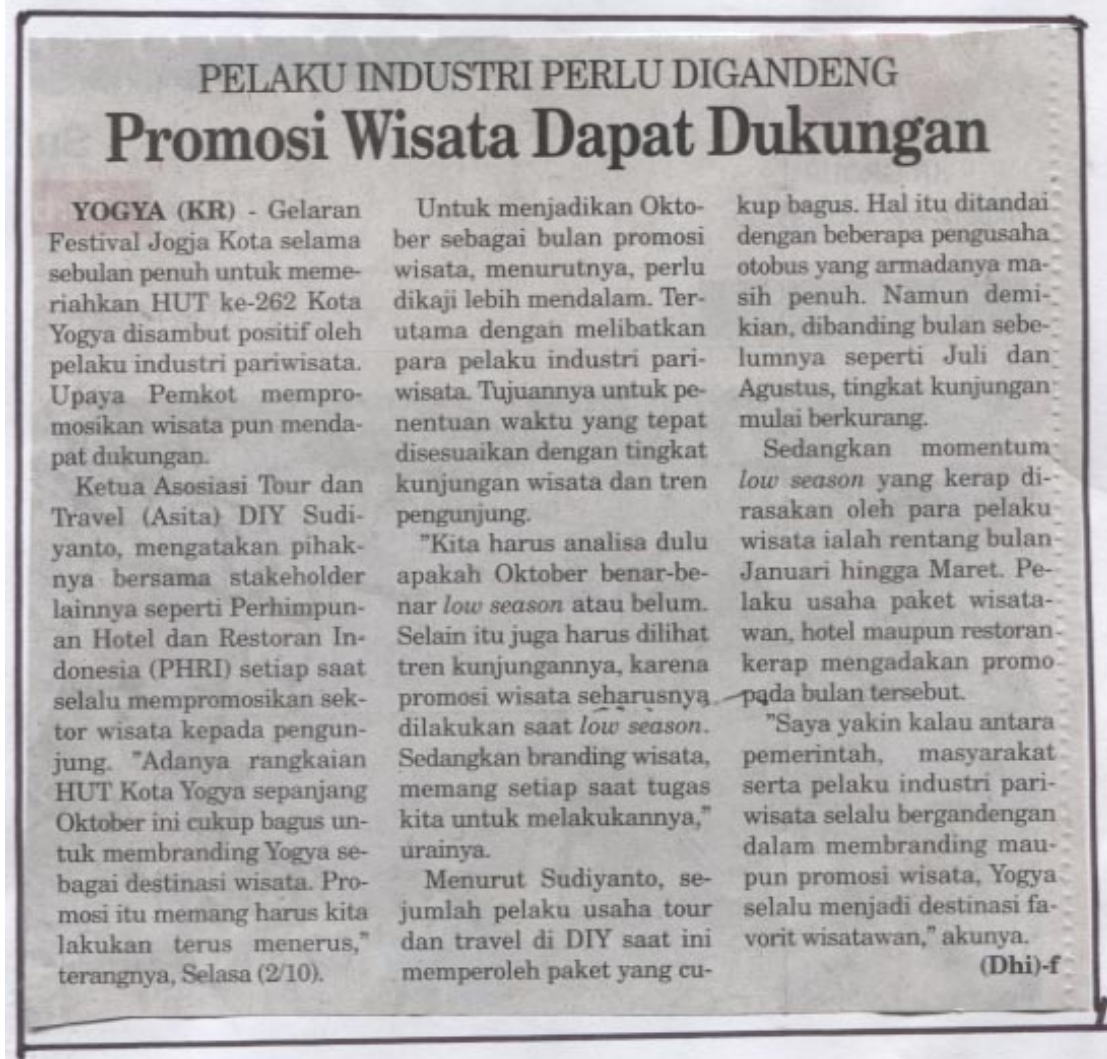 PELAKU INDUSTRI PERLU DIGANDENG
Promosi Wisata Dapat Dukungan
YOGYA (KR) - Gelaran
Festival Jogja Kota selama
sebulan penuh untuk meme-
riahkan HUT ke-262 Kota
Yogya disambut positif oleh
pelaku industri pariwisata.
Upaya Pemkot mempro-
mosikan wisata pun menda-
pat dukungan.
Ketua Asosiasi Tour dan
Travel (Asita) DIY Sudi-
yanto, mengatakan pihak-
nya bersama stakeholder
lainnya seperti Perhimpun-
an Hotel dan Restoran In-
donesia (PHRI) setiap saat
selalu mempromosikan sek-
tor wisata kepada pengun-
jung. "Adanya rangkaian
HUT Kota Yogya sepanjang
Oktober ini cukup bagus un-
tuk membranding Yogya se-
bagai destinasi wisata. Pro-
mosi itu memang harus kita
lakukan terus menerus,"
terangnya, Selasa (2/10).
Untuk menjadikan Okto-
ber sebagai bulan promosi
wisata, menurutnya, perlu
dikaji lebih mendalam. Ter-
utama dengan melibatkan
para pelaku industri pari-
wisata. Tujuannya untuk pe-
nentuan waktu yang tepat
disesuaikan dengan tingkat
kunjungan wisata dan tren
pengunjung.
"Kita harus analisa dulu
apakah Oktober benar-be-
nar low season atau belum.
Selain itu juga harus dilihat
tren kunjungannya, karena
promosi wisata seharusnya
dilakukan saat low season.
Sedangkan branding wisata,
memang setiap saat tugas
kita untuk melakukannya,"
urainya.
Menurut Sudiyanto, se-
jumlah pelaku usaha tour
dan travel di DIY saat ini
memperoleh paket yang cu-
kup bagus. Hal itu ditandai
dengan beberapa pengusaha
otobus yang armadanya ma-
sih penuh. Namun demi-
kian, dibanding bulan sebe-
lumnya seperti Juli dan
Agustus, tingkat kunjungan
mulai berkurang.
Sedangkan momentum
low season yang kerap di-
rasakan oleh para pelaku
wisata ialah rentang bulan
Januari hingga Maret. Pe-
laku usaha paket wisata-
wan, hotel maupun restoran
kerap mengadakan promo
pada bulan tersebut.
"Saya yakin kalau antara
pemerintah, masyarakat
serta pelaku industri pari-
wisata selalu bergandengan
dalam membranding mau-
pun promosi wisata, Yogya
selalu menjadi destinasi fa-
vorit wisatawan," akunya.
(Dhi)-f